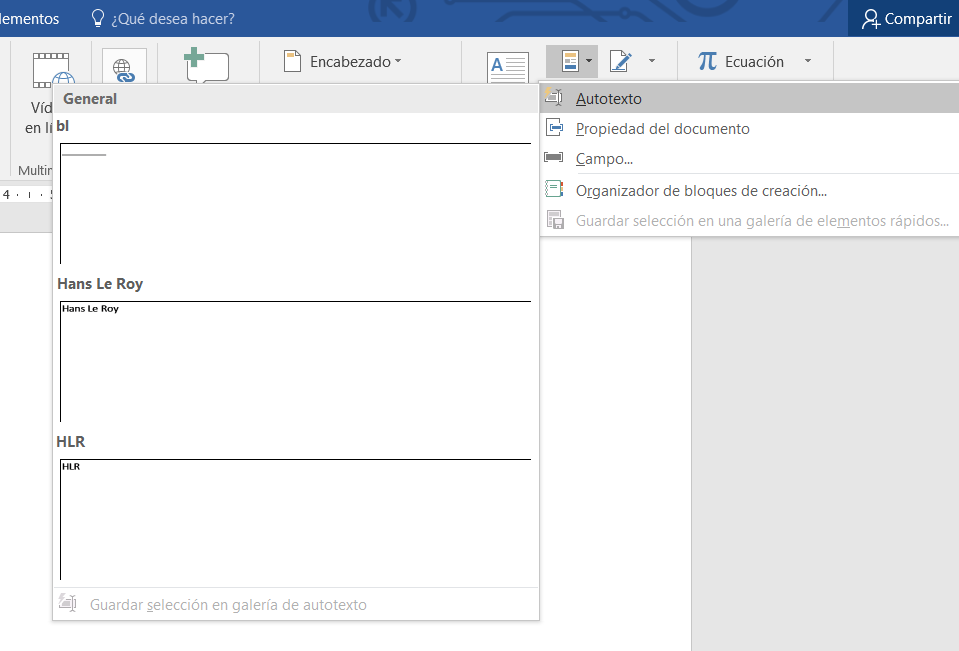 lementos
¿Qué desea hacer?
Compartir
Encabezado
Ecuación
Víd
en lí
Multim
4
General
bl
Hans Le Roy
Hans Le Roy
HLR
HLR
Guardar selección en galería de autotexto
Autotexto
Propiedad del documento
Campo...
Organizador de bloques de creación...
Guardar selección en una galería de elementos rápidos...